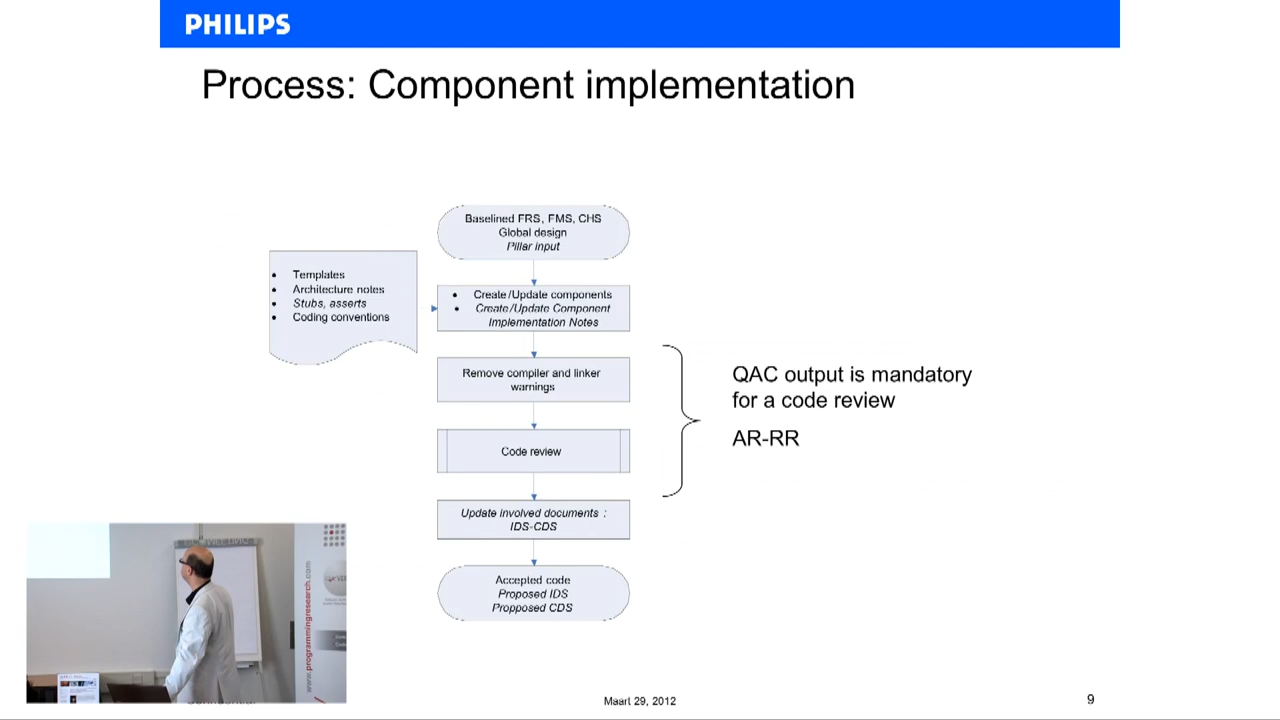 PHILIPS
Process: Component implementation
Baselined FRS, FMS, CHS
Global design
Pillar input
• Templates
• Architecture notes
• Stubs, asserts
• Coding conventions
• Create/Update components
• Create/Update Component
Implementation Notes
Remove compiler and linker
warnings
Code review
Update involved documents :
IDS-CDS
Accepted code
Proposed IDS
Propposed CDS
QAC output is mandatory
for a code review
AR-RR
www.programmingresearch.com
Maart 29, 2012
9